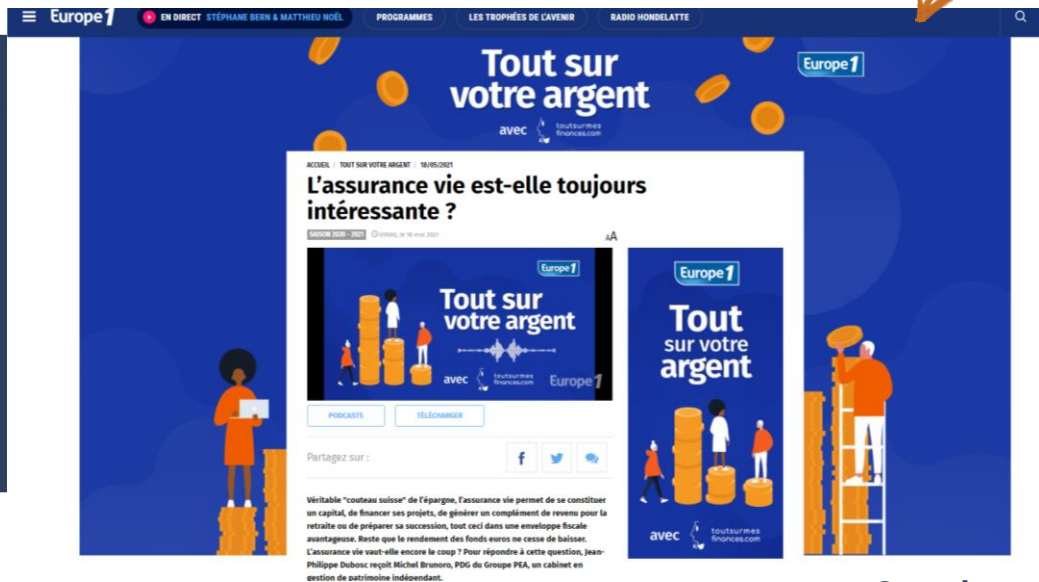 Europe 1
EN DIRECT STÉPHANE BERN & MATTHIEU NOËL
PROGRAMMES
LES TROPHÉES DE L'AVENIR
RADIO HONDELATTE
Tout sur
votre argent
avec toutsurmes
finances.com
Europe 1
ACCUEIL / TOUT SUR VOTRE ARGENT / 18/05/2021
L'assurance vie est-elle toujours
intéressante ?
SAISON 2020 - 2021
le 18 mai 2021
AA
Europe 1
Tout sur
votre argent
avec toutsurmes
finances.com
Europe 1
PODCASTS
TÉLÉCHARGER
Partagez sur :
Véritable "couteau suisse" de l'épargne, l'assurance vie permet de se constituer
un capital, de financer ses projets, de générer un complément de revenu pour la
retraite ou de préparer sa succession, tout ceci dans une enveloppe fiscale
avantageuse. Reste que le rendement des fonds euros ne cesse de baisser.
L'assurance vie vaut-elle encore le coup ? Pour répondre à cette question, Jean-
Philippe Dubosc reçoit Michel Brunoro, PDG du Groupe PEA, un cabinet en
gestion de patrimoine indépendant.
Europe 1
Tout
sur votre
argent
avec toutsurmes
finances.com